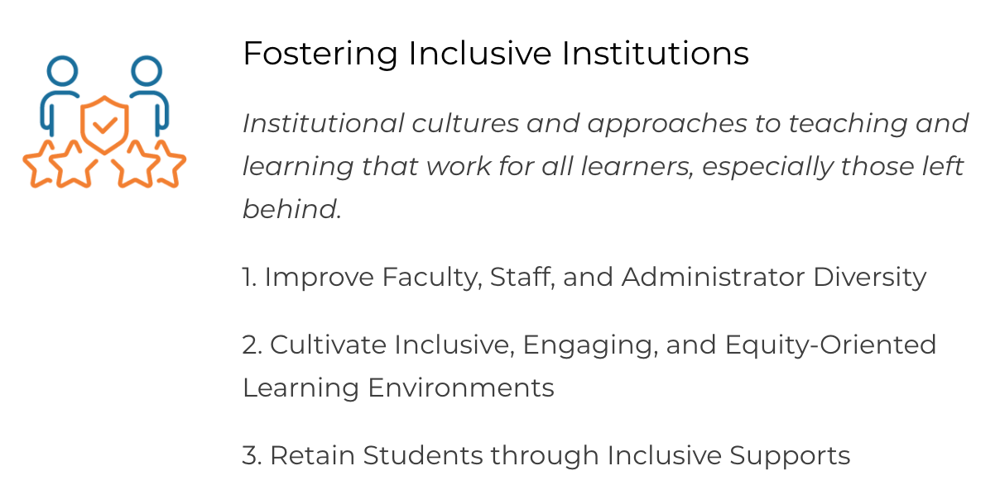 Fostering Inclusive Institutions
Institutional cultures and approaches to teaching and
learning that work for all learners, especially those left
behind.
1. Improve Faculty, Staff, and Administrator Diversity
2. Cultivate Inclusive, Engaging, and Equity-Oriented
Learning Environments
3. Retain Students through Inclusive Supports